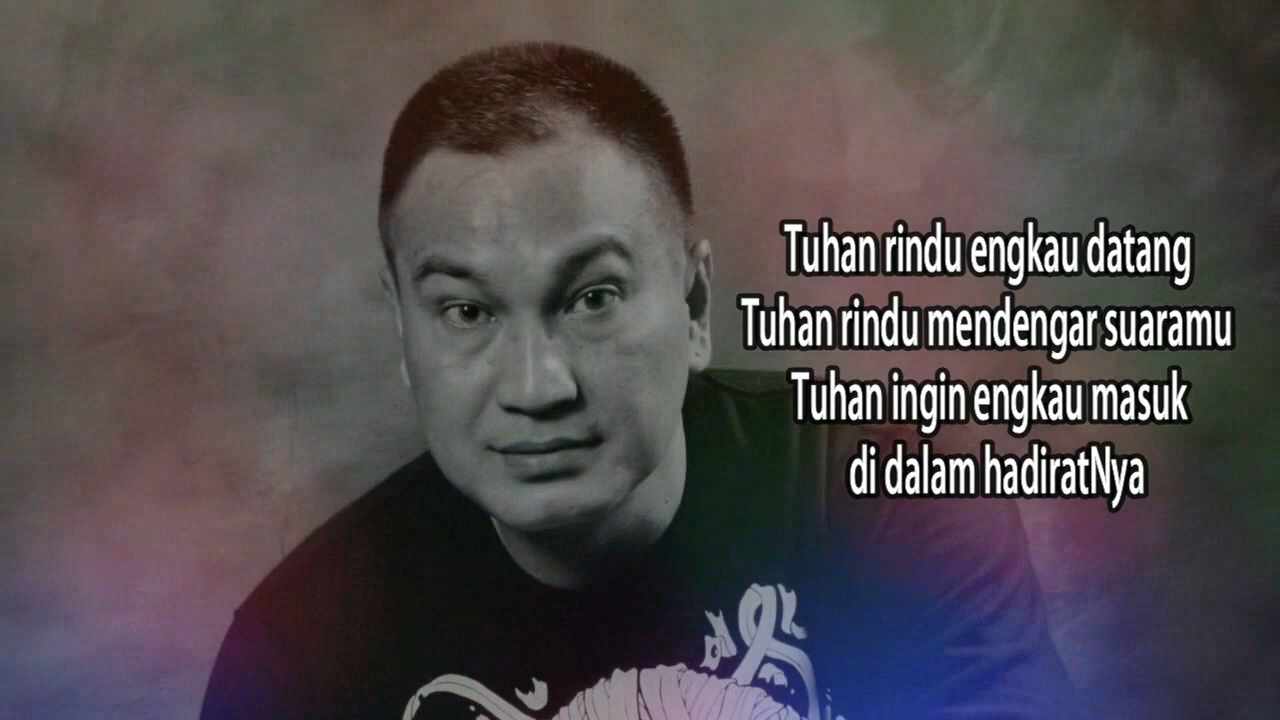 Tuhan rindu engkau datang
Tuhan rindu mendengar suaramu
Tuhan ingin engkau masuk
di dalam hadiratNya